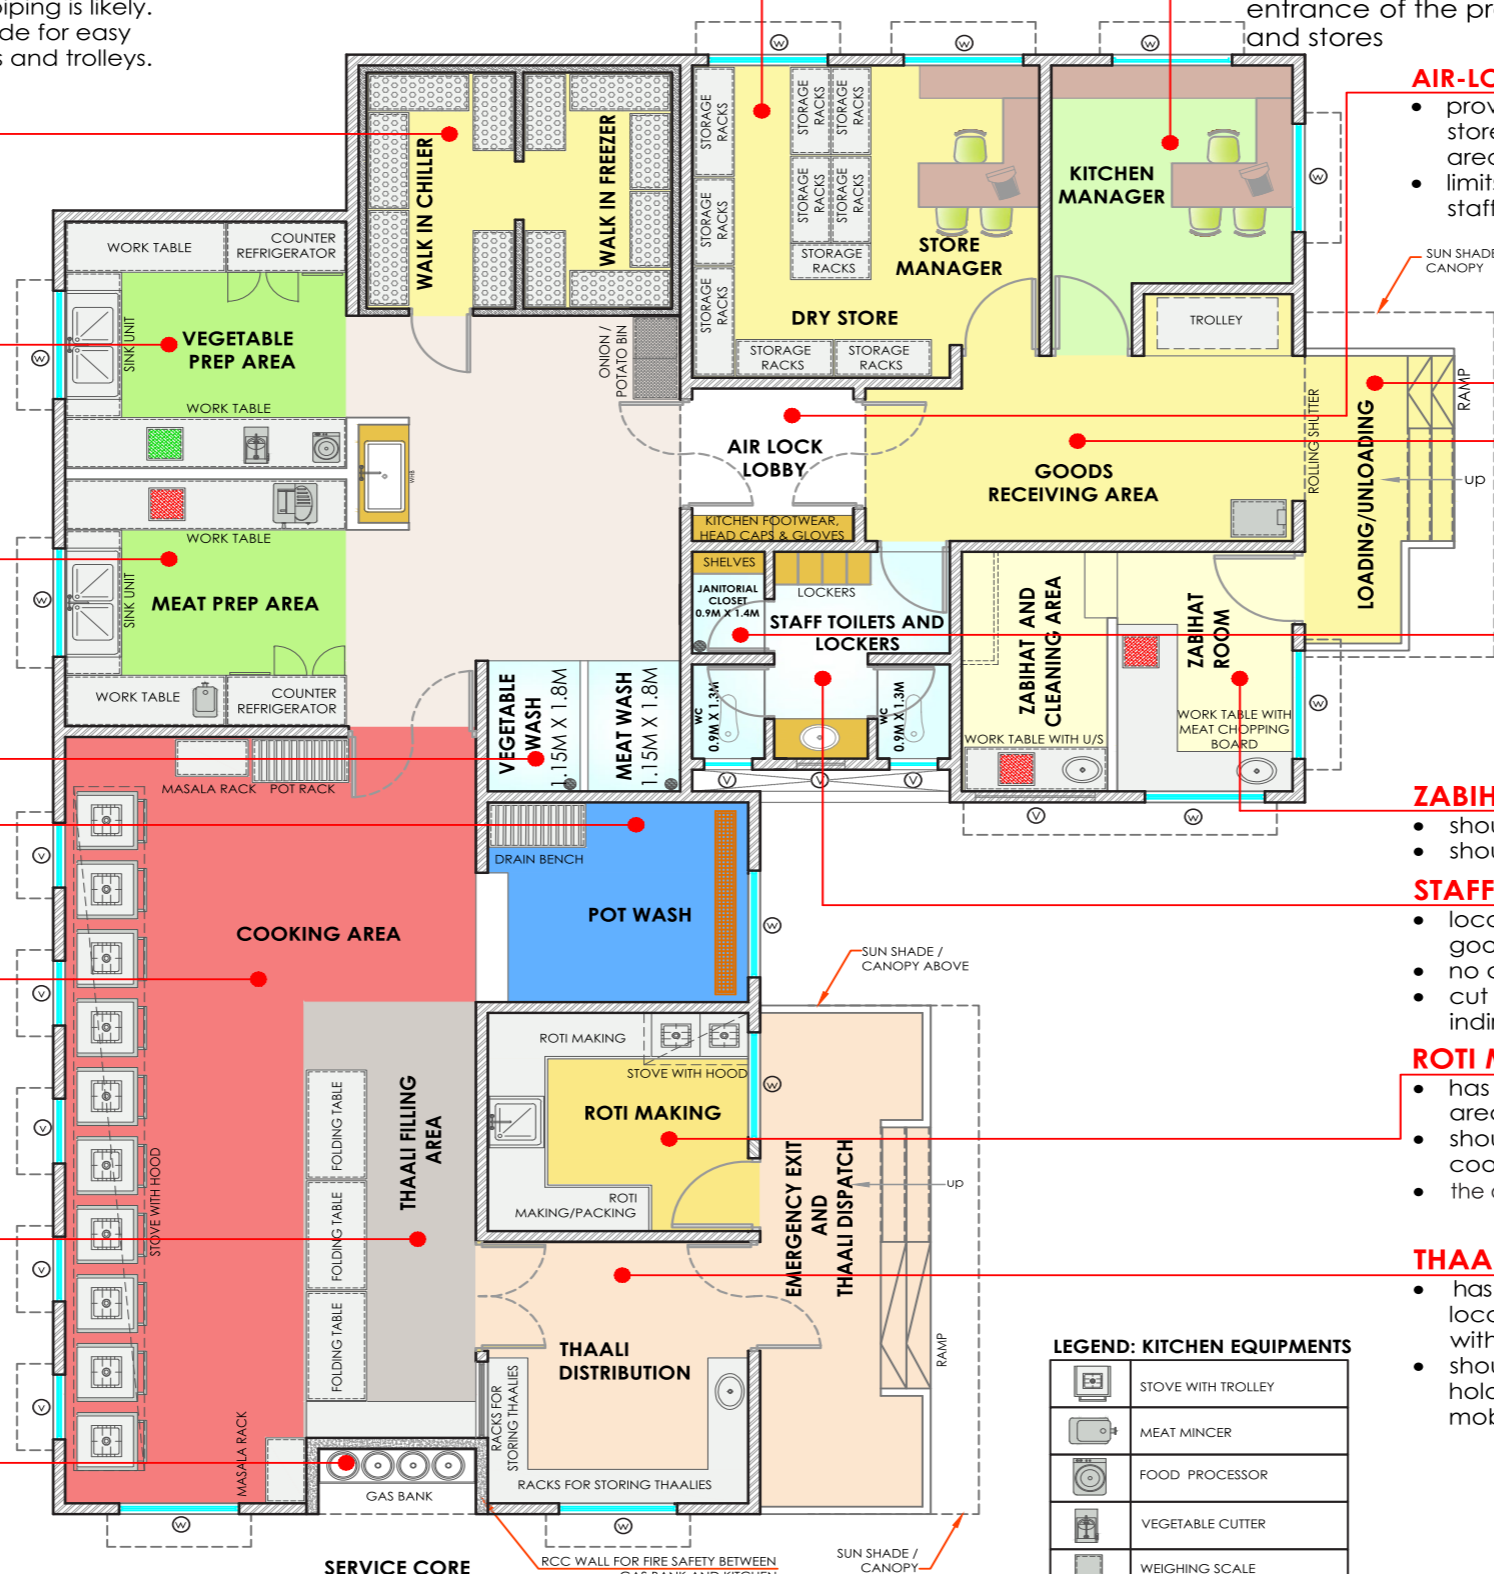 piping is likely.
de for easy
s and trolleys.
entrance of the pr
and stores
AIR-LO
• prov
store
area
• limits
staff
SUN SHADE
CANOPY
W
W
W
WALK IN CHILLER
WALK IN FREEZER
STORAGE RACKS
STORAGE RACKS
STORAGE RACKS
STORAGE RACKS
STORAGE RACKS
STORAGE RACKS
STORAGE RACKS
STORAGE
RACKS
STORAGE RACKS
STORE
MANAGER
DRY STORE
STORAGE
RACKS
STORAGE
RACKS
KITCHEN
MANAGER
W
TROLLEY
WORK TABLE
COUNTER
REFRIGERATOR
SINK UNIT
VEGETABLE
PREP AREA
W
WORK TABLE
ONION /
POTATO BIN
WHB
AIR LOCK
LOBBY
GOODS
RECEIVING AREA
ROLLING SHUTTER
LOADING/UNLOADING
RAMP
up
KITCHEN FOOTWEAR,
HEAD CAPS & GLOVES
WORK TABLE
SINK UNIT
MEAT PREP AREA
W
WORK TABLE
COUNTER
REFRIGERATOR
SHELVES
JANITORIAL
CLOSET
0.9M X 1.4M
LOCKERS
STAFF TOILETS AND
LOCKERS
WC
0.9M X 1.3M
WC
0.9M X 1.3M
V
V
V
ZABIHAT AND
CLEANING AREA
ZABIHAT
ROOM
WORK TABLE WITH U/S
WORK TABLE WITH
MEAT CHOPPING
BOARD
W
V
W
VEGETABLE
WASH
1.15M X 1.8M
MEAT WASH
1.15M X 1.8M
MASALA RACK
POT RACK
DRAIN BENCH
POT WASH
W
COOKING AREA
V
V
V
V
V
STOVE WITH HOOD
SUN SHADE /
CANOPY ABOVE
ZABIH
• shou
• shou
STAFF
• loca
goo
• no c
• cut
indir
ROTI M
• has
area
• shou
coo
• the c
THAA
• has
loca
with
• shou
hold
mob
ROTI MAKING
STOVE WITH HOOD
ROTI MAKING
W
ROTI
MAKING/PACKING
THAALI FILLING
AREA
FOLDING TABLE
FOLDING TABLE
FOLDING TABLE
EMERGENCY EXIT
AND
THAALI DISPATCH
up
RAMP
THAALI
DISTRIBUTION
RACKS FOR
STORING THAALIES
RACKS FOR STORING THAALIES
MASALA RACK
GAS BANK
W
W
SERVICE CORE
RCC WALL FOR FIRE SAFETY BETWEEN
GAS BANK AND KITCHEN
SUN SHADE /
CANOPY
LEGEND: KITCHEN EQUIPMENTS
STOVE WITH TROLLEY
MEAT MINCER
FOOD PROCESSOR
VEGETABLE CUTTER
WEIGHING SCALE